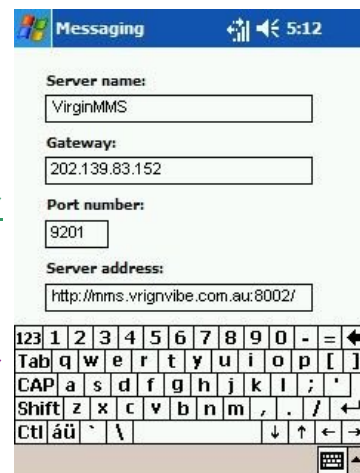 Messaging 5:12
Server name:
VirginMMS
Gateway:
202.139.83.152
Port number:
9201
Server address:
http://mms.vrignvibe.com.au:8002/
123 1 2 3 4 5 6 7 8 9 0 - =
Tab q w e r t y u i o p [ ]
CAP a s d f g h j k l ; '
Shift z x c v b n m , . /
Ctl áü ` \